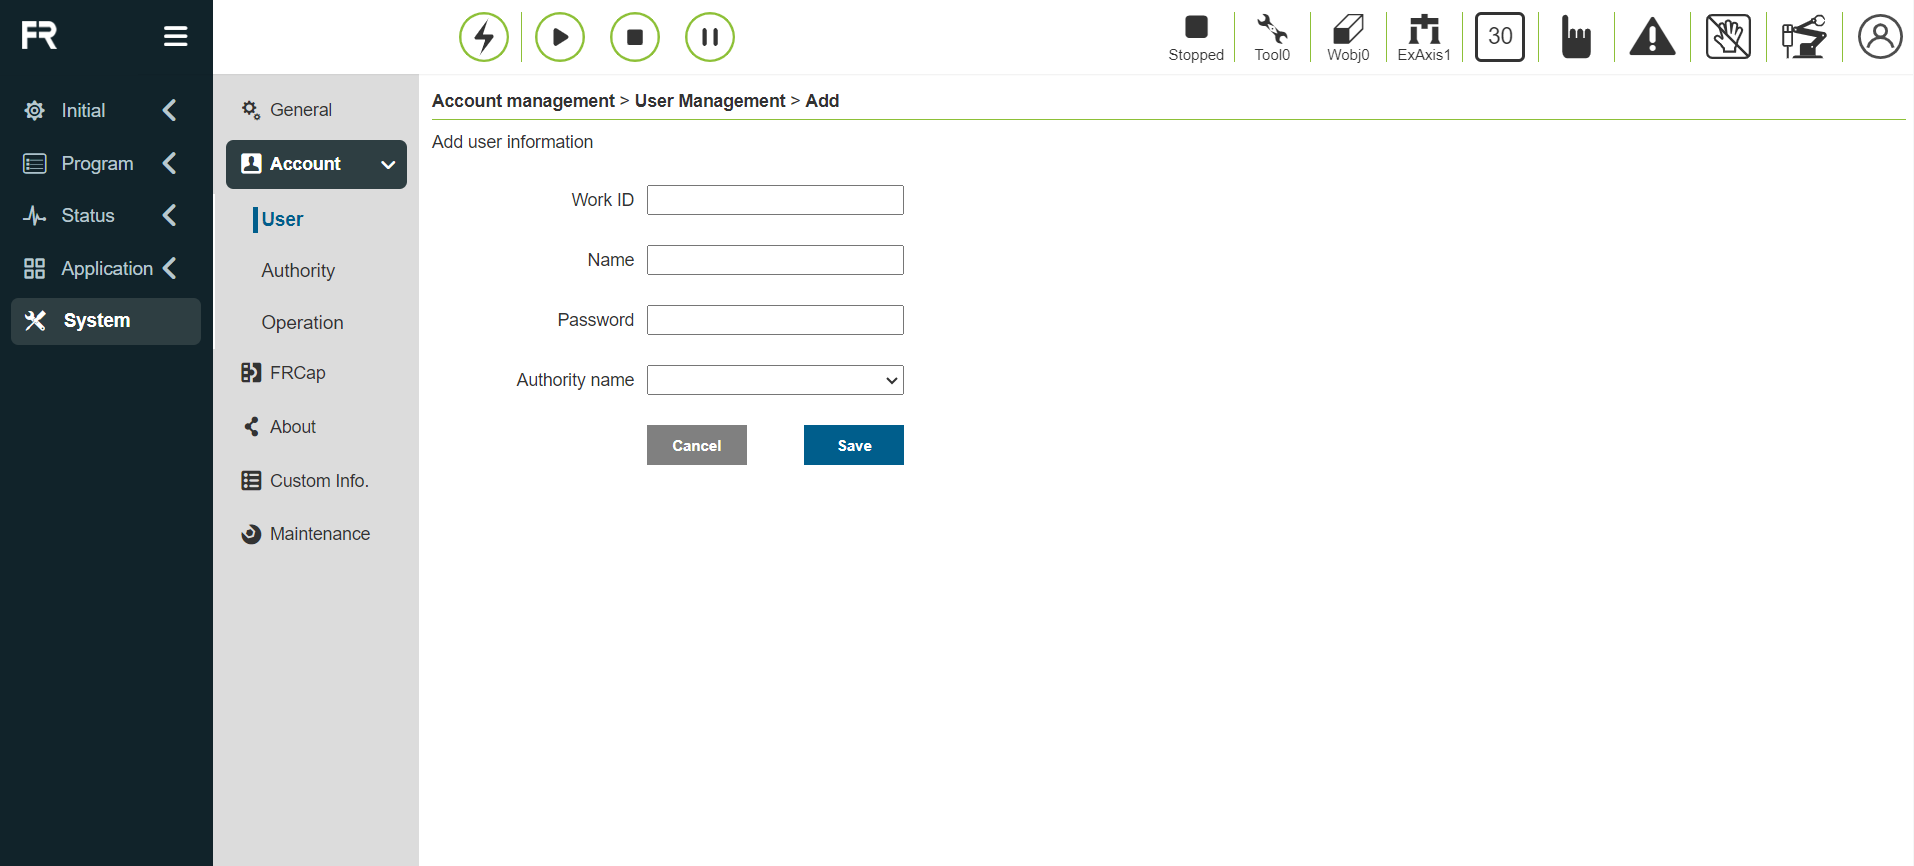 FR
Stopped
Tool0
Wobj0
ExAxis1
30
Initial
Program
Status
Application
System
General
Account
User
Authority
Operation
FRCap
About
Custom Info.
Maintenance
Account management > User Management > Add
Add user information
Work ID
Name
Password
Authority name
Cancel
Save